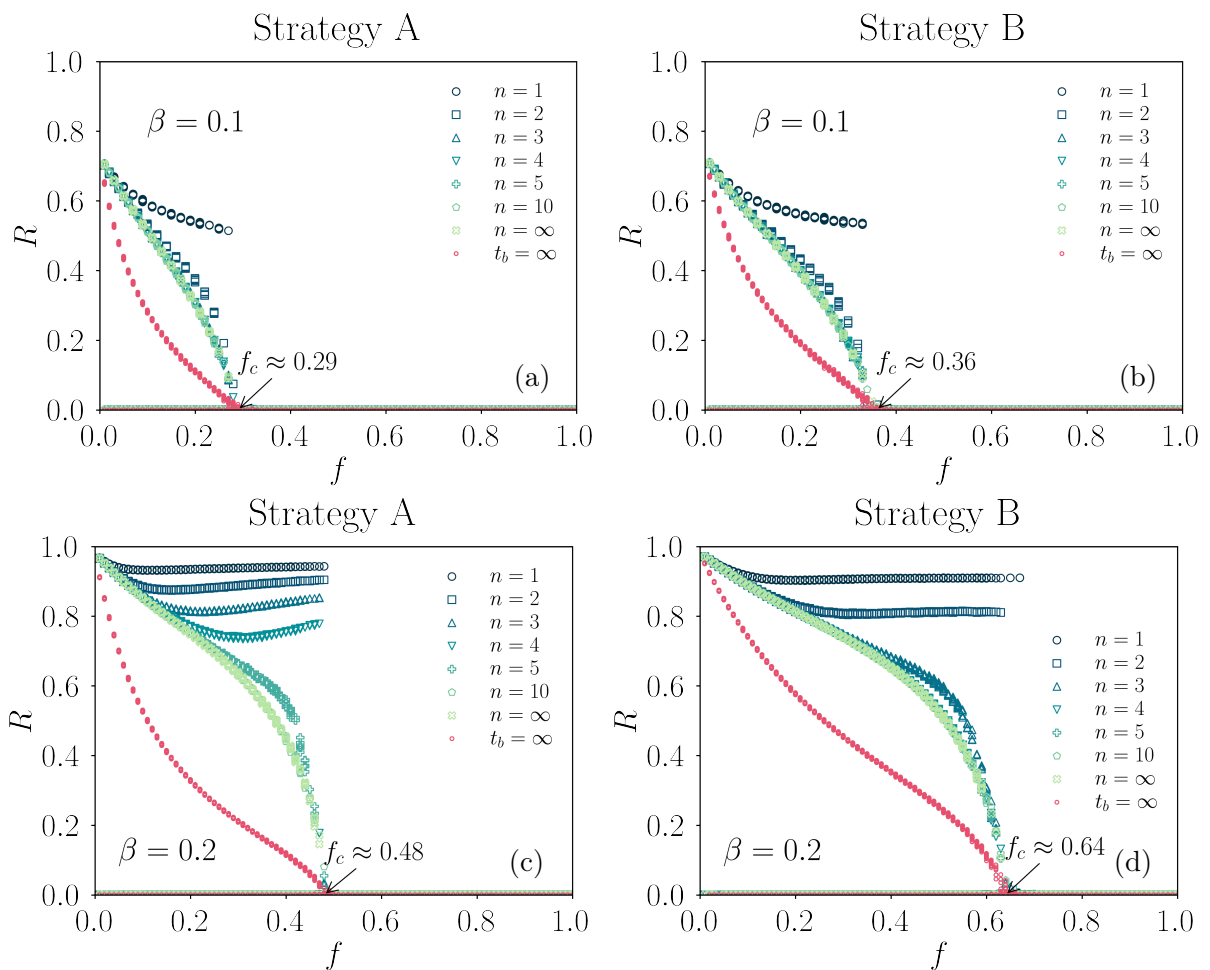 Strategy A
1.0
0.8
0.6
0.4
0.2
0.0
R
β = 0.1
n = 1
n = 2
n = 3
n = 4
n = 5
n = 10
n = ∞
t_b = ∞
f_c ≈ 0.29
(a)
0.0 0.2 0.4 0.6 0.8 1.0
f
Strategy B
1.0
0.8
0.6
0.4
0.2
0.0
R
β = 0.1
n = 1
n = 2
n = 3
n = 4
n = 5
n = 10
n = ∞
t_b = ∞
f_c ≈ 0.36
(b)
0.0 0.2 0.4 0.6 0.8 1.0
f
Strategy A
1.0
0.8
0.6
0.4
0.2
0.0
R
n = 1
n = 2
n = 3
n = 4
n = 5
n = 10
n = ∞
t_b = ∞
β = 0.2
f_c ≈ 0.48
(c)
0.0 0.2 0.4 0.6 0.8 1.0
f
Strategy B
1.0
0.8
0.6
0.4
0.2
0.0
R
n = 1
n = 2
n = 3
n = 4
n = 5
n = 10
n = ∞
t_b = ∞
β = 0.2
f_c ≈ 0.64
(d)
0.0 0.2 0.4 0.6 0.8 1.0
f